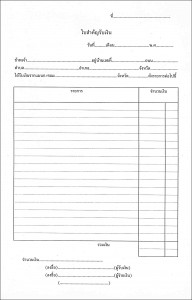 ที่...........................
ใบสำคัญรับเงิน
วันที่..........เดือน....................พ.ศ...............
ข้าพเจ้า........................................อยู่บ้านเลขที่....................ถนน....................
ตำบล........................................อำเภอ........................................จังหวัด....................
ได้รับเงินจาก........................................จังหวัด....................ดังรายการต่อไปนี้
รายการ จำนวนเงิน
รวมเงิน
จำนวนเงิน........................................
(ลงชื่อ)........................................(ผู้รับเงิน)
(ลงชื่อ)........................................(ผู้จ่ายเงิน)
(........................................)